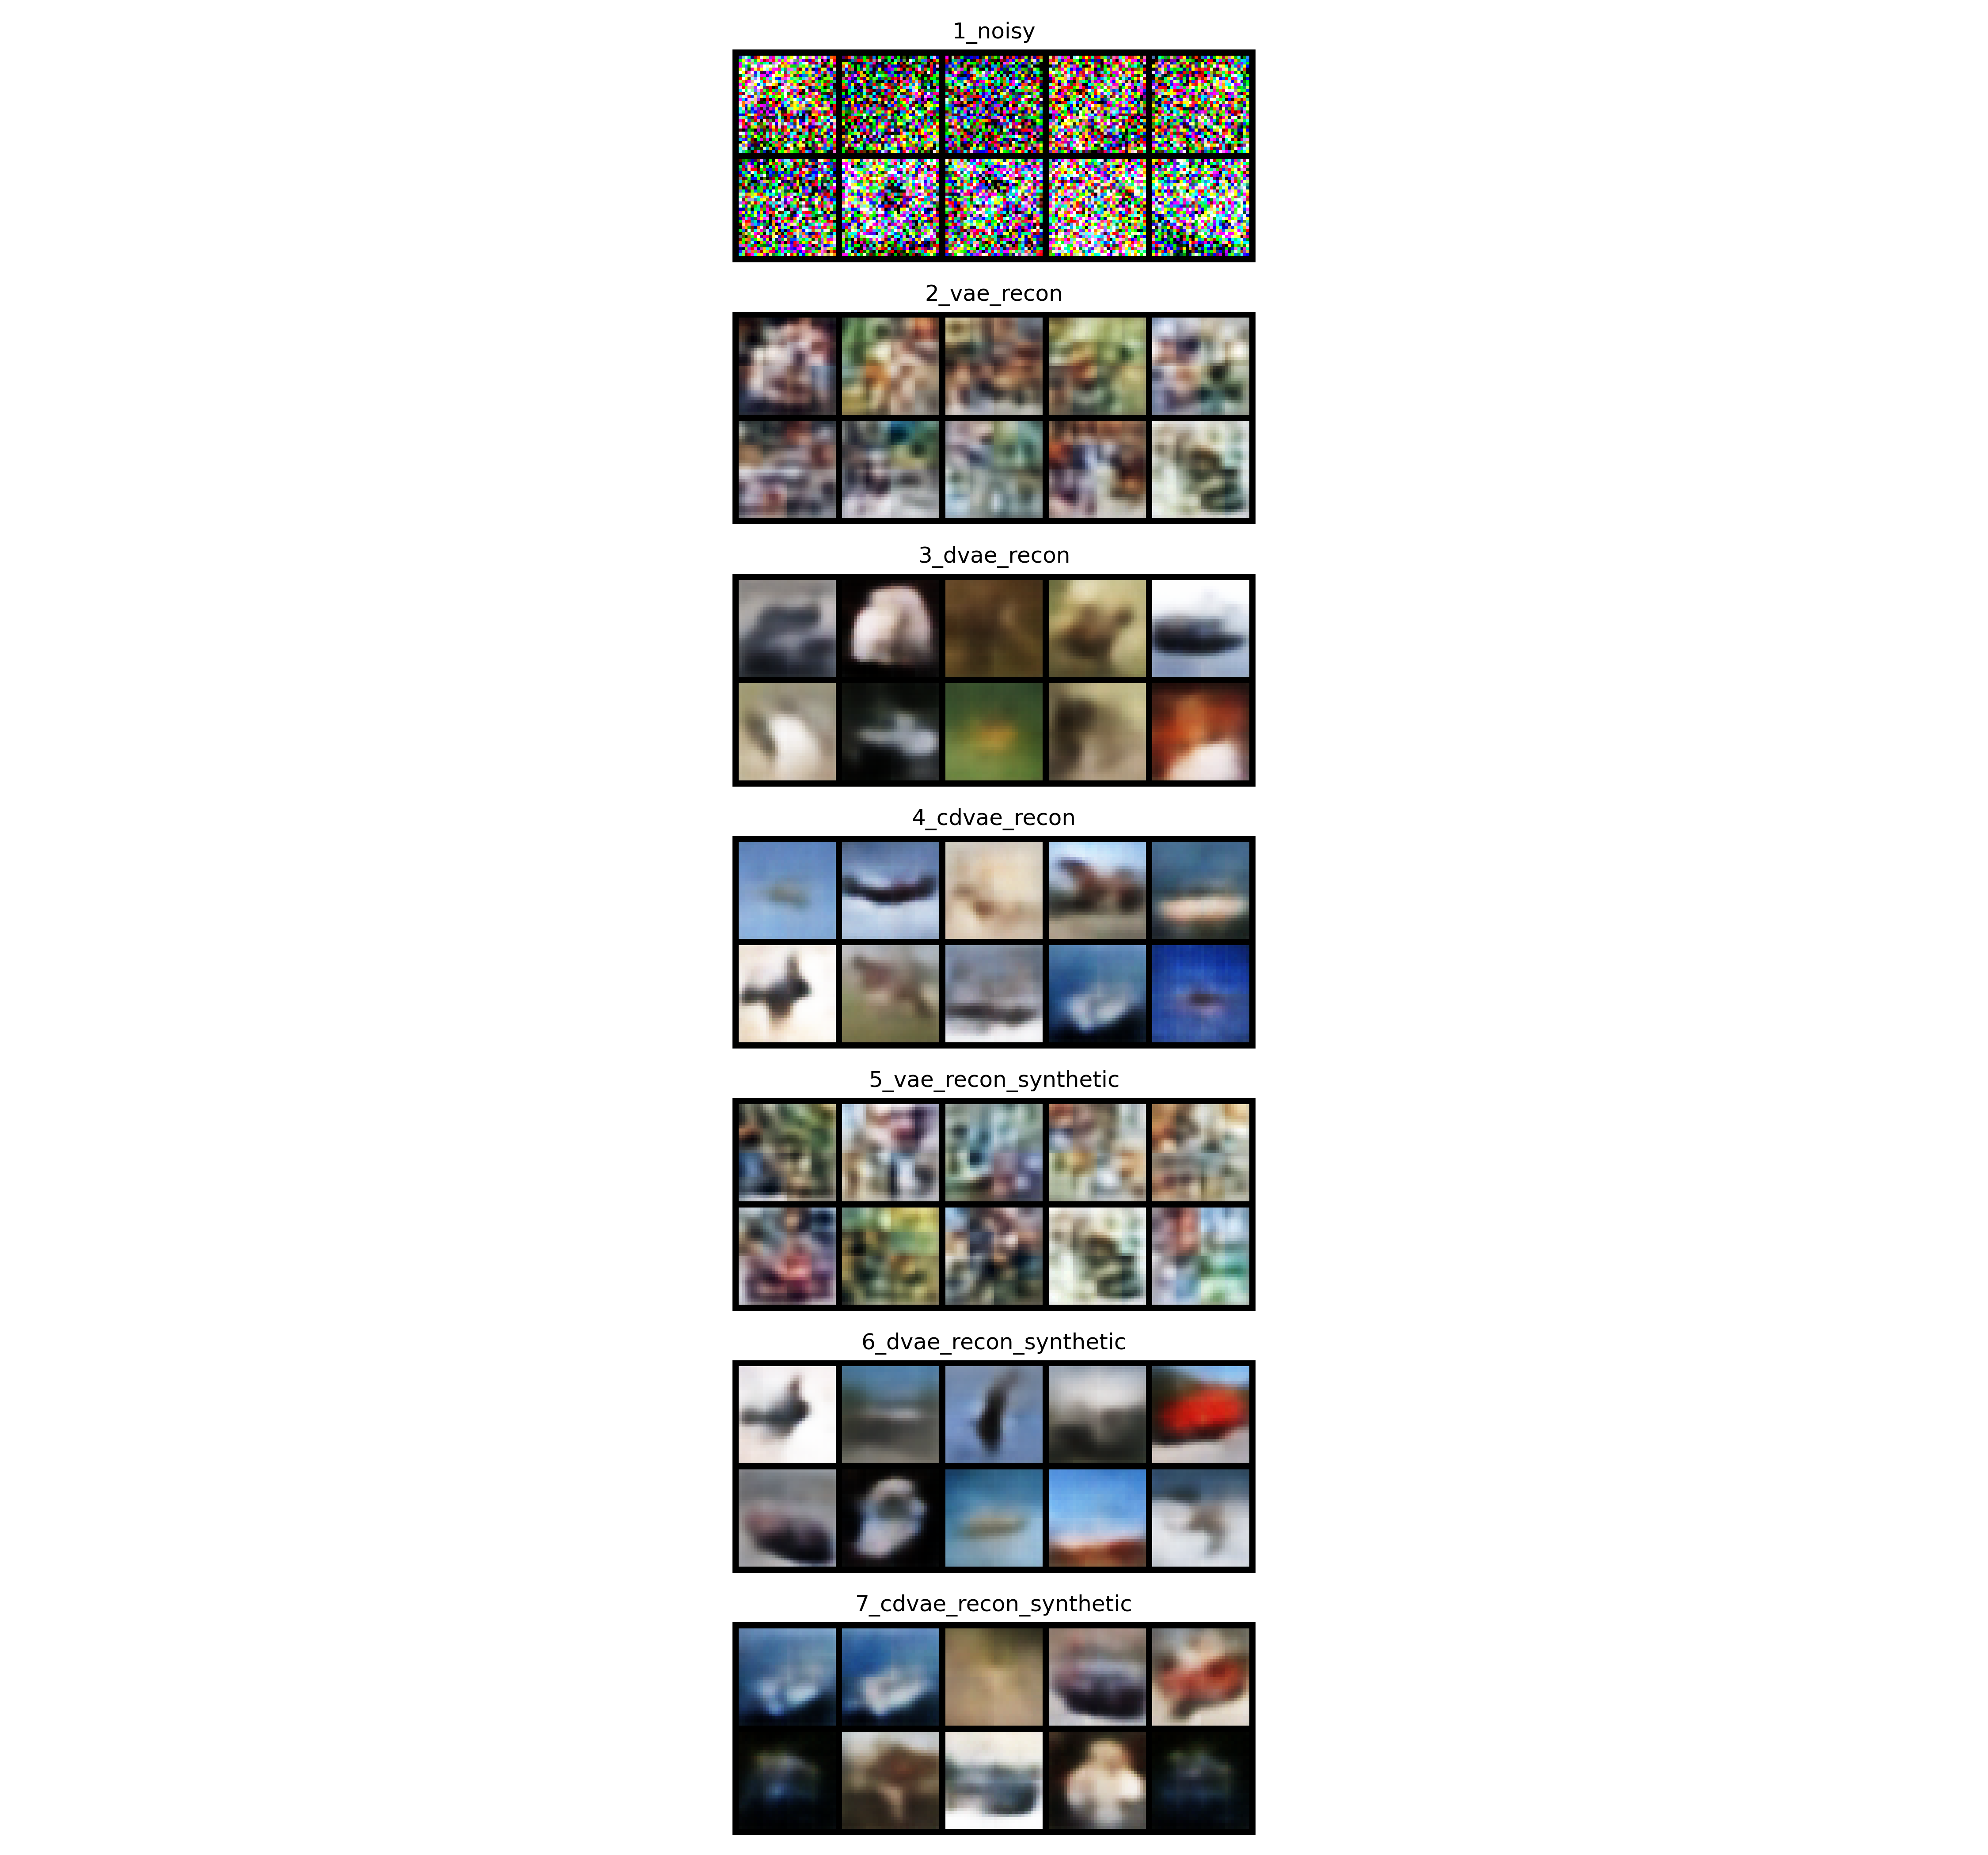 1_noisy
2_vae_recon
3_dvae_recon
4_cdvae_recon
5_vae_recon_synthetic
6_dvae_recon_synthetic
7_cdvae_recon_synthetic